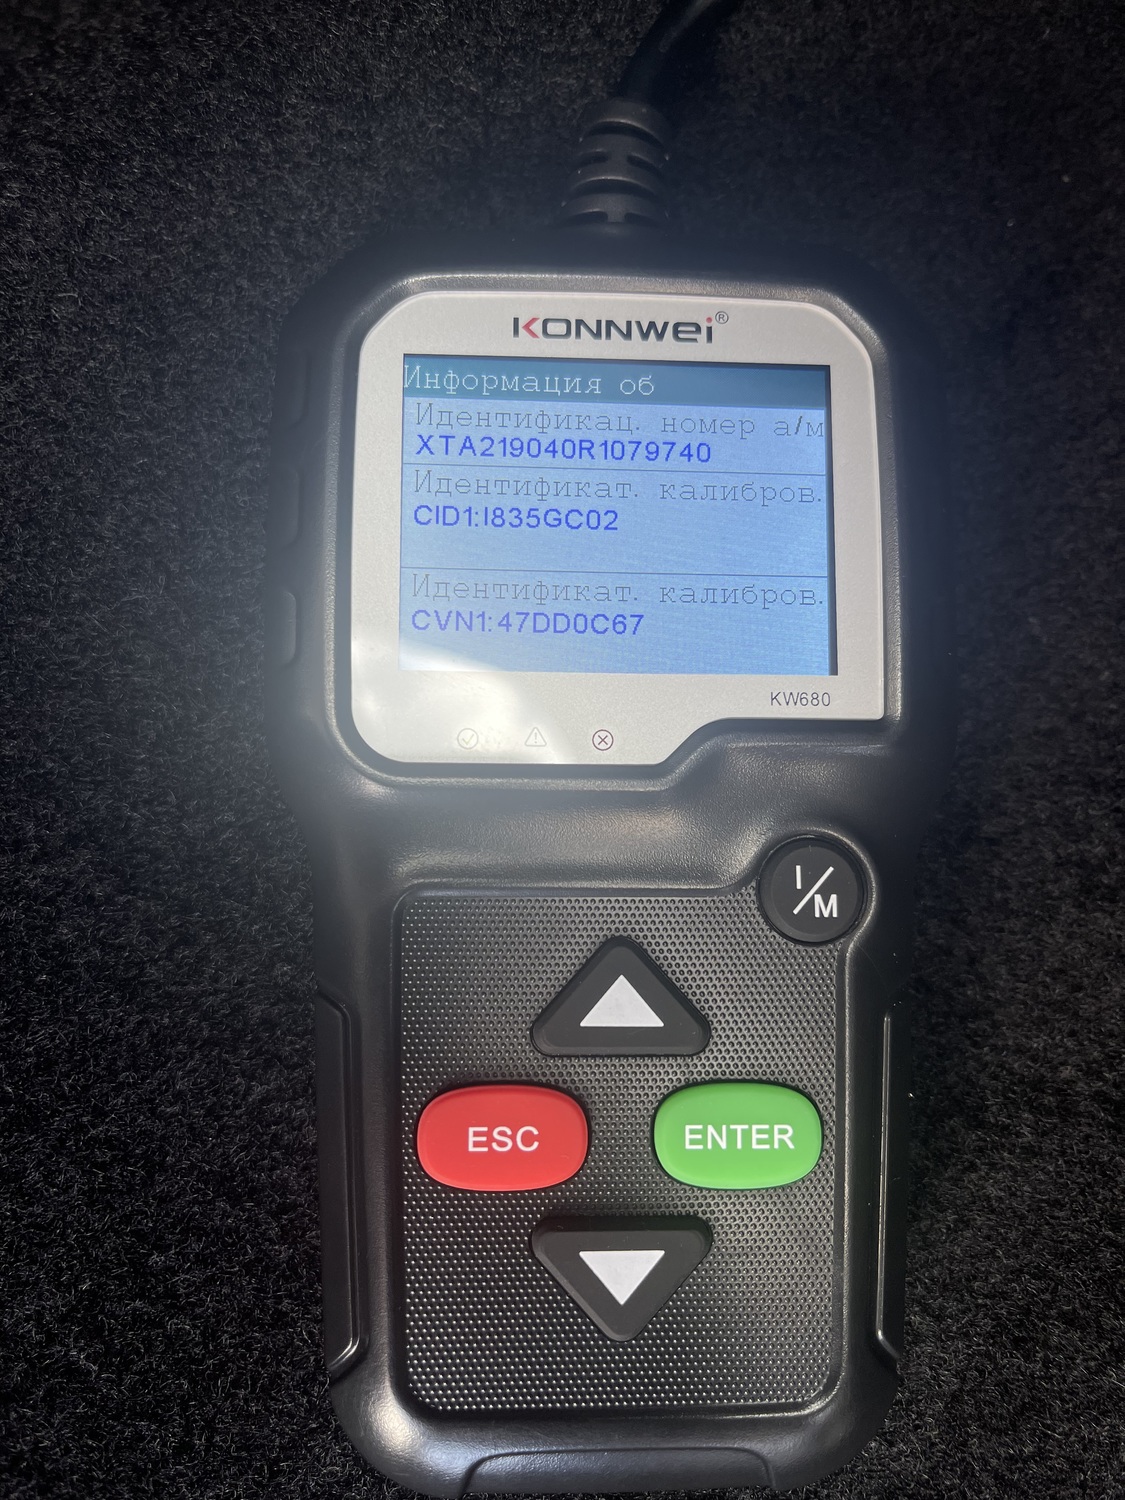 KONNWEI®
Информация об
Идентификац. номер а/м
XTA219040R1079740
Идентификат. калибров.
CID1:I835GC02
Идентификат. калибров.
CVN1:47DD0C67
KW680
I/M
ESC
ENTER